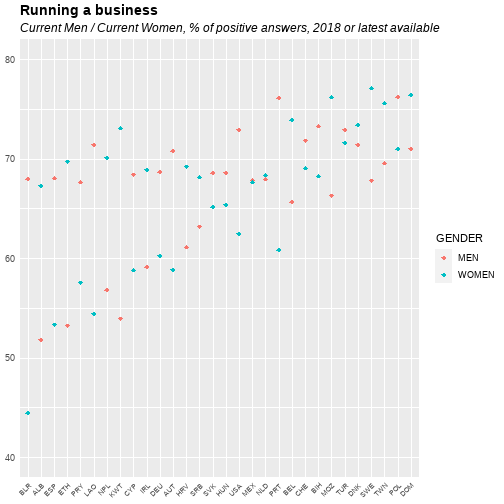 Running a business
Current Men / Current Women, % of positive answers, 2018 or latest available
80
70
60
50
40
GENDER
MEN
WOMEN
BLR ALB ESP ETH PRY LAO NPL KWT CYP IRL DEU AUT HRV SRB SVK HUN USA MEX NLD PRT BEL CHE BIH MOZ TUR DNK SWE TWN POL DOM